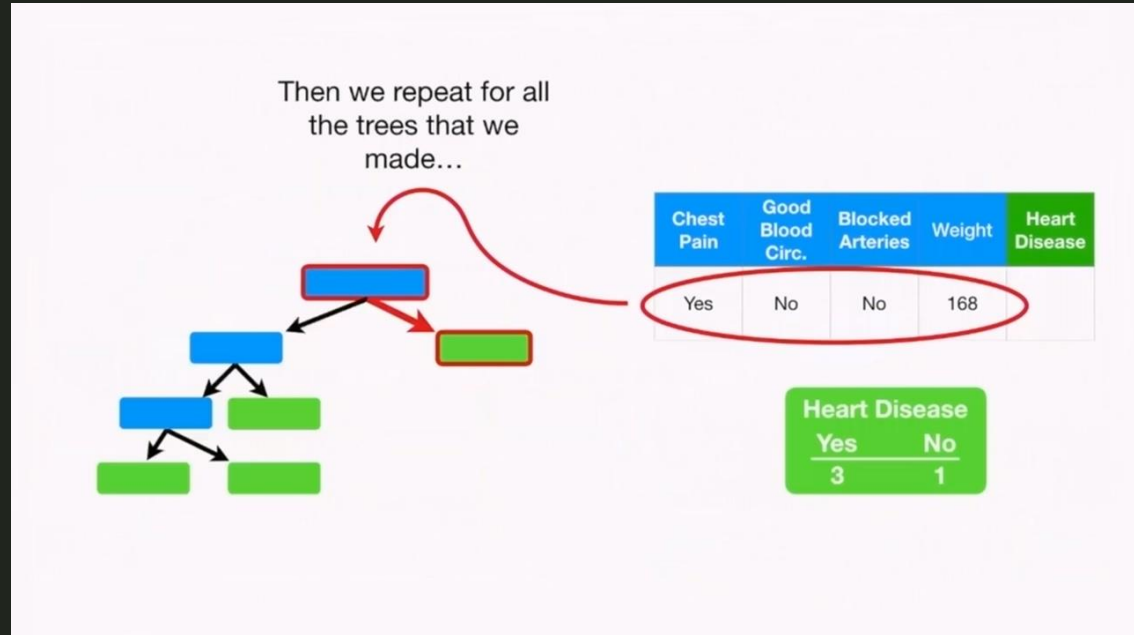 Then we repeat for all
the trees that we
made…
Chest Pain Good Blood Circ. Blocked Arteries Weight Heart Disease
Yes No No 168
Heart Disease
Yes No
3 1